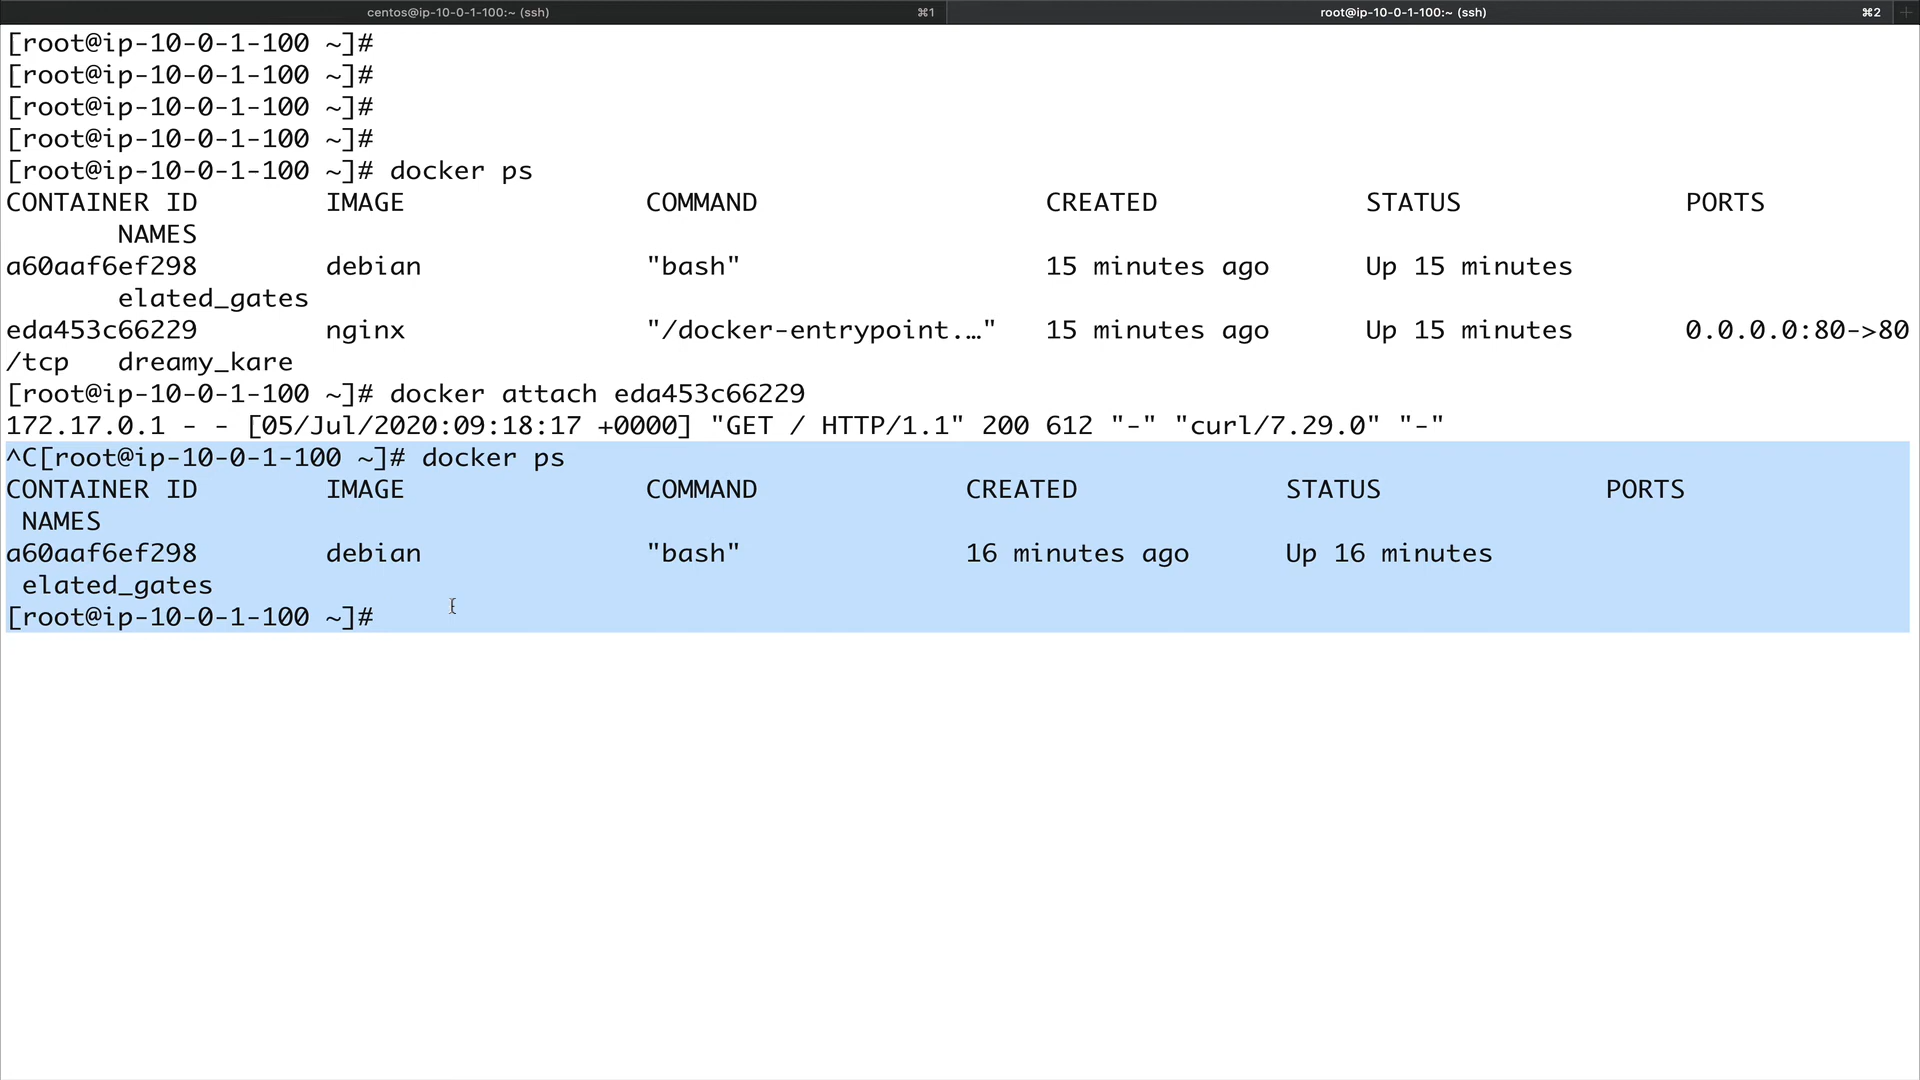 centos@ip-10-0-1-100:~ (ssh) ⌘1 root@ip-10-0-1-100:~ (ssh) ⌘2 +
[root@ip-10-0-1-100 ~]#
[root@ip-10-0-1-100 ~]#
[root@ip-10-0-1-100 ~]#
[root@ip-10-0-1-100 ~]#
[root@ip-10-0-1-100 ~]# docker ps
CONTAINER ID        IMAGE               COMMAND                  CREATED             STATUS              PORTS
       NAMES
a60aaf6ef298        debian              "bash"                   15 minutes ago      Up 15 minutes
       elated_gates
eda453c66229        nginx               "/docker-entrypoint.…"   15 minutes ago      Up 15 minutes       0.0.0.0:80->80
/tcp   dreamy_kare
[root@ip-10-0-1-100 ~]# docker attach eda453c66229
172.17.0.1 - - [05/Jul/2020:09:18:17 +0000] "GET / HTTP/1.1" 200 612 "-" "curl/7.29.0" "-"
^C[root@ip-10-0-1-100 ~]# docker ps
CONTAINER ID        IMAGE               COMMAND             CREATED             STATUS              PORTS
 NAMES
a60aaf6ef298        debian              "bash"              16 minutes ago      Up 16 minutes
 elated_gates
[root@ip-10-0-1-100 ~]#